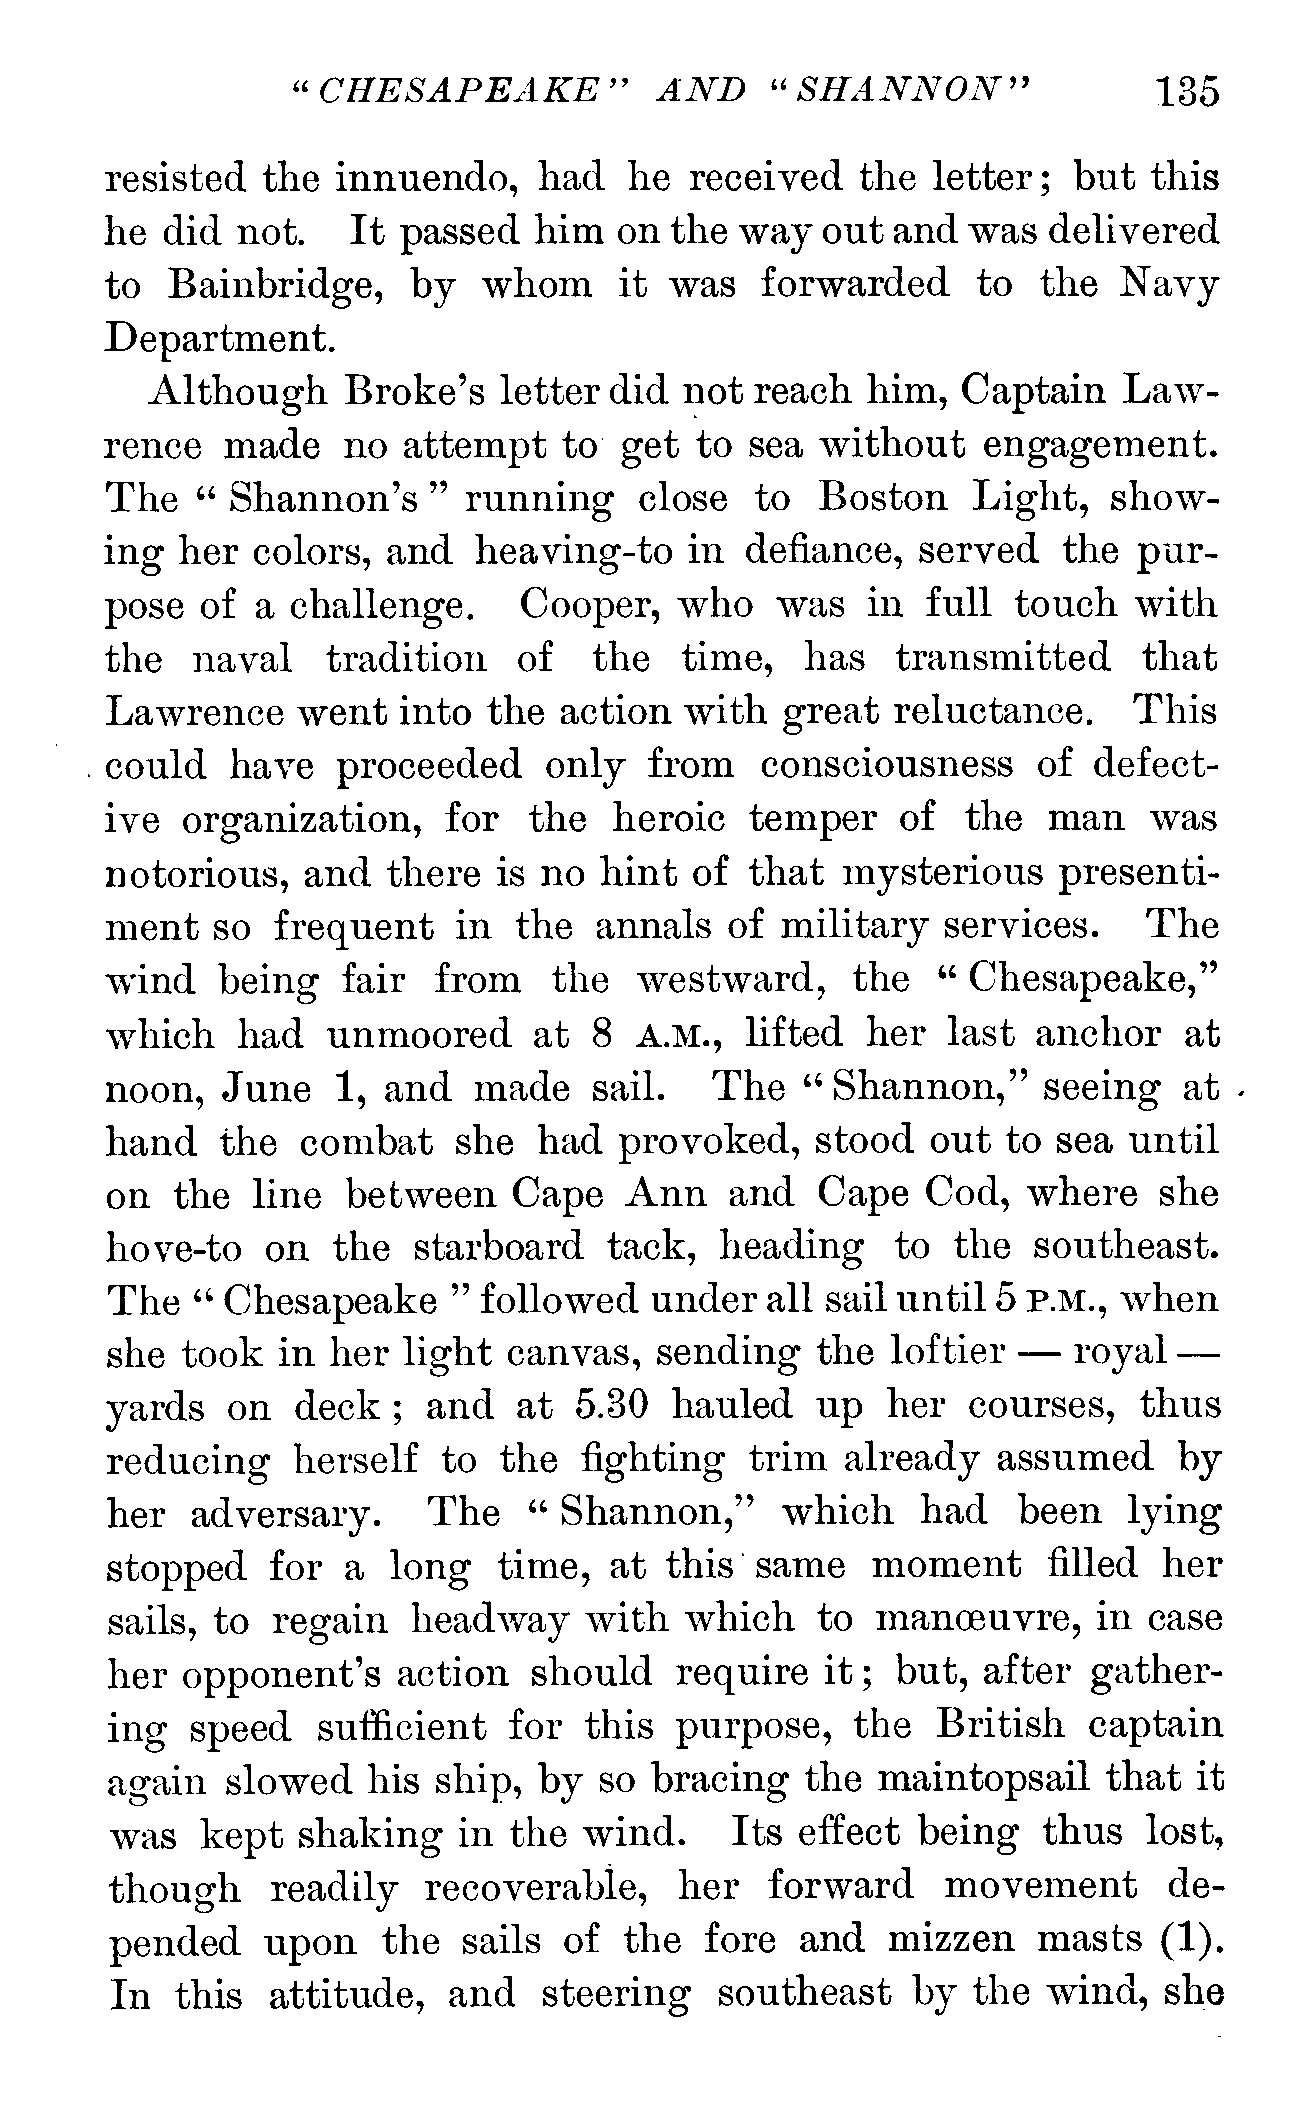 "CHESAPEAKE" AND "SHANNON" 135
resisted the innuendo, had he received the letter; but this
he did not. It passed him on the way out and was delivered
to Bainbridge, by whom it was forwarded to the Navy
Department.
Although Broke's letter did not reach him, Captain Law-
rence made no attempt to get to sea without engagement.
The "Shannon's" running close to Boston Light, show-
ing her colors, and heaving-to in defiance, served the pur-
pose of a challenge. Cooper, who was in full touch with
the naval tradition of the time, has transmitted that
Lawrence went into the action with great reluctance. This
could have proceeded only from consciousness of defect-
ive organization, for the heroic temper of the man was
notorious, and there is no hint of that mysterious presenti-
ment so frequent in the annals of military services. The
wind being fair from the westward, the "Chesapeake,"
which had unmoored at 8 A.M., lifted her last anchor at
noon, June 1, and made sail. The "Shannon," seeing at
hand the combat she had provoked, stood out to sea until
on the line between Cape Ann and Cape Cod, where she
hove-to on the starboard tack, heading to the southeast.
The "Chesapeake" followed under all sail until 5 P.M., when
she took in her light canvas, sending the loftier — royal —
yards on deck; and at 5.30 hauled up her courses, thus
reducing herself to the fighting trim already assumed by
her adversary. The "Shannon," which had been lying
stopped for a long time, at this same moment filled her
sails, to regain headway with which to manœuvre, in case
her opponent's action should require it; but, after gather-
ing speed sufficient for this purpose, the British captain
again slowed his ship, by so bracing the maintopsail that it
was kept shaking in the wind. Its effect being thus lost,
though readily recoverable, her forward movement de-
pended upon the sails of the fore and mizzen masts (1).
In this attitude, and steering southeast by the wind, she